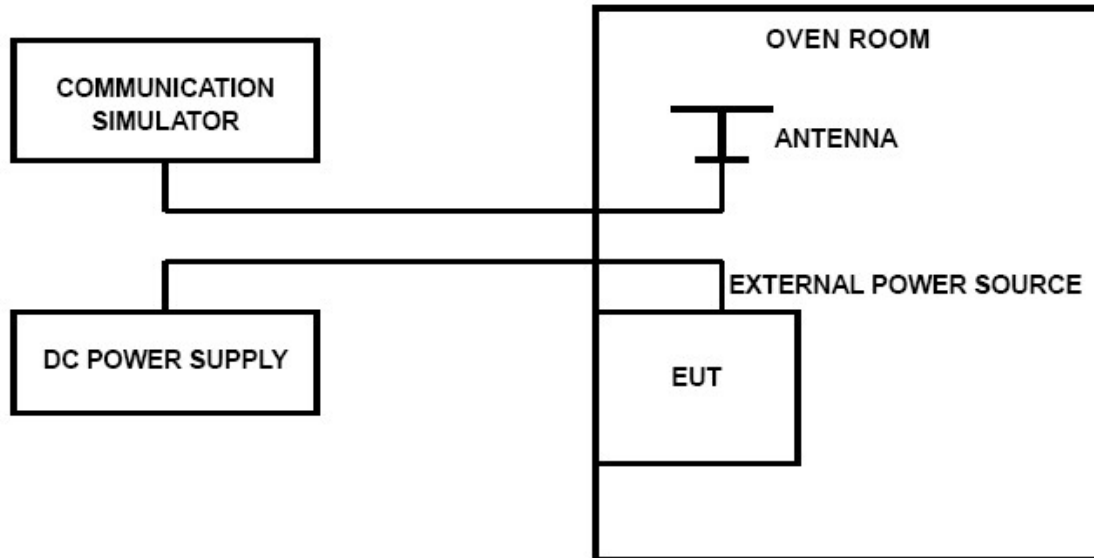 OVEN ROOM
COMMUNICATION
SIMULATOR
ANTENNA
EXTERNAL POWER SOURCE
DC POWER SUPPLY
EUT